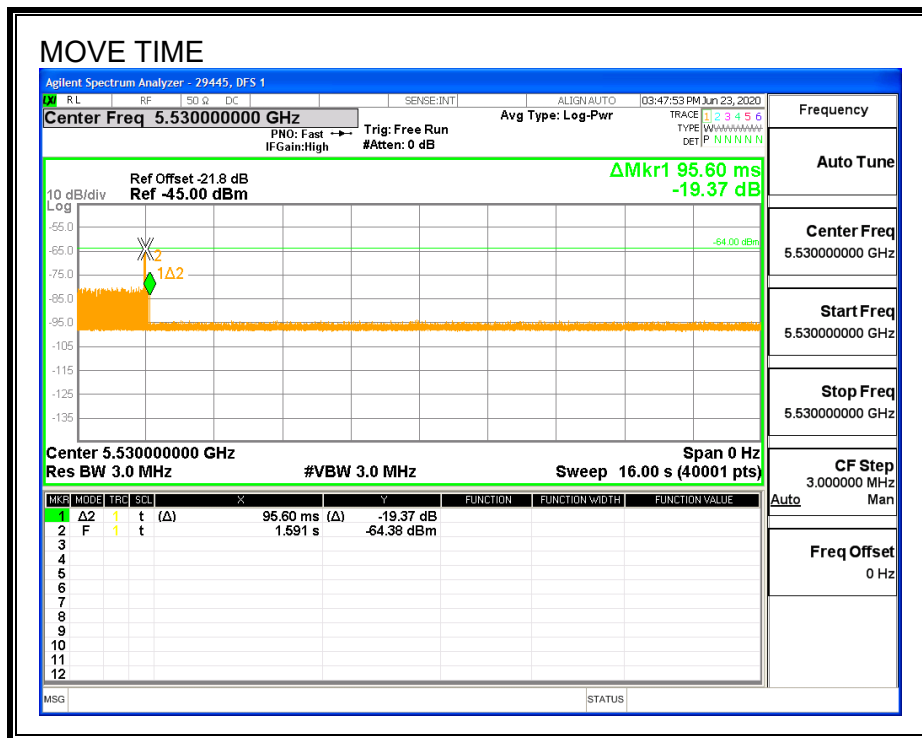 MOVE TIME
Agilent Spectrum Analyzer - 29445, DFS 1
LXI RL RF 50 Ω DC SENSE:INT ALIGN AUTO 03:47:53 PM Jun 23, 2020
Center Freq 5.530000000 GHz
PNO: Fast
IFGain:High
Trig: Free Run
#Atten: 0 dB
Avg Type: Log-Pwr
TRACE 1 2 3 4 5 6
TYPE WWWWWWW
DET P N N N N N
ΔMkr1 95.60 ms
-19.37 dB
Ref Offset -21.8 dB
10 dB/div Ref -45.00 dBm
Log
-55.0
-65.0
-75.0
-85.0
-95.0
-105
-115
-125
-135
-64.00 dBm
2
1Δ2
Center 5.530000000 GHz Span 0 Hz
Res BW 3.0 MHz #VBW 3.0 MHz Sweep 16.00 s (40001 pts)
MKR MODE TRC SCL X Y FUNCTION FUNCTION WIDTH FUNCTION VALUE
1 Δ2 1 t (Δ) 95.60 ms (Δ) -19.37 dB
2 F 1 t 1.591 s -64.38 dBm
3
4
5
6
7
8
9
10
11
12
MSG STATUS
Frequency
Auto Tune
Center Freq
5.530000000 GHz
Start Freq
5.530000000 GHz
Stop Freq
5.530000000 GHz
CF Step
3.000000 MHz
Auto Man
Freq Offset
0 Hz